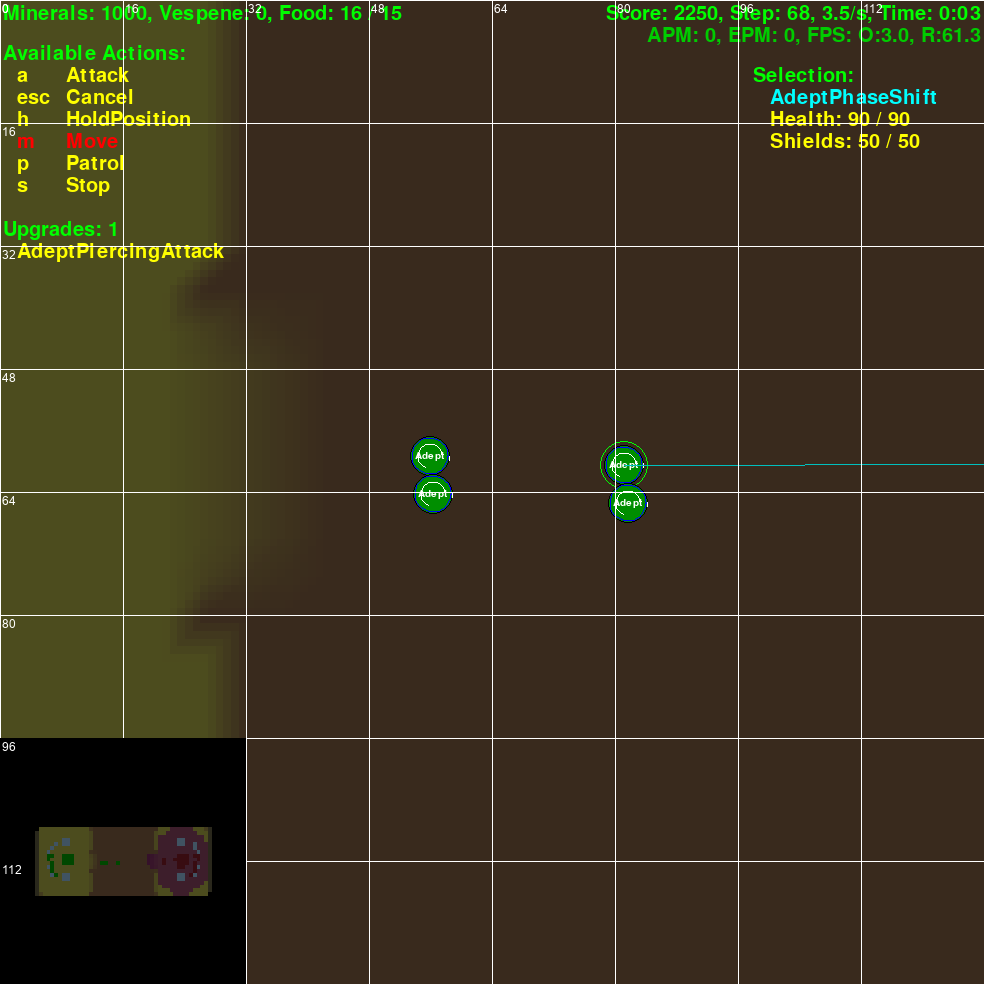 Minerals: 1000, Vespene: 0, Food: 16 / 15
Score: 2250, Step: 68, 3.5/s, Time: 0:03
APM: 0, EPM: 0, FPS: O:3.0, R:61.3
0 16 32 48 64 80 96 112
Available Actions:
a Attack
esc Cancel
h HoldPosition
m Move
p Patrol
s Stop
Upgrades: 1
AdeptPiercingAttack
Selection:
AdeptPhaseShift
Health: 90 / 90
Shields: 50 / 50
16
32
48
64
80
96
112
Adept
Adept
Adept
Adept